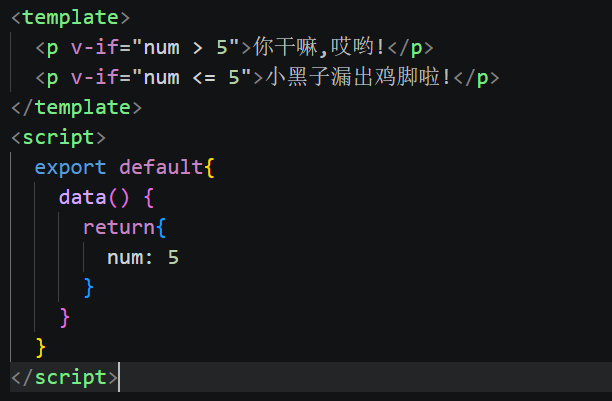 <template>
  <p v-if="num > 5">你干嘛,哎哟!</p>
  <p v-if="num <= 5">小黑子漏出鸡脚啦!</p>
</template>
<script>
  export default{
    data() {
      return{
        num: 5
      }
    }
  }
</script>